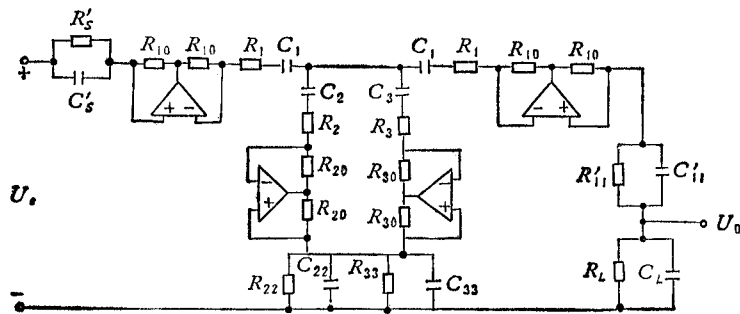 R's
R10 R10 R1 C1 C1 R1 R10 R10
+
C's
+ - + -
C2 C3
R2 R3
- R20 R30 - R'11 C'11
Ue + R20 R30 + U0
C22 R33
R22 C33 RL CL
-